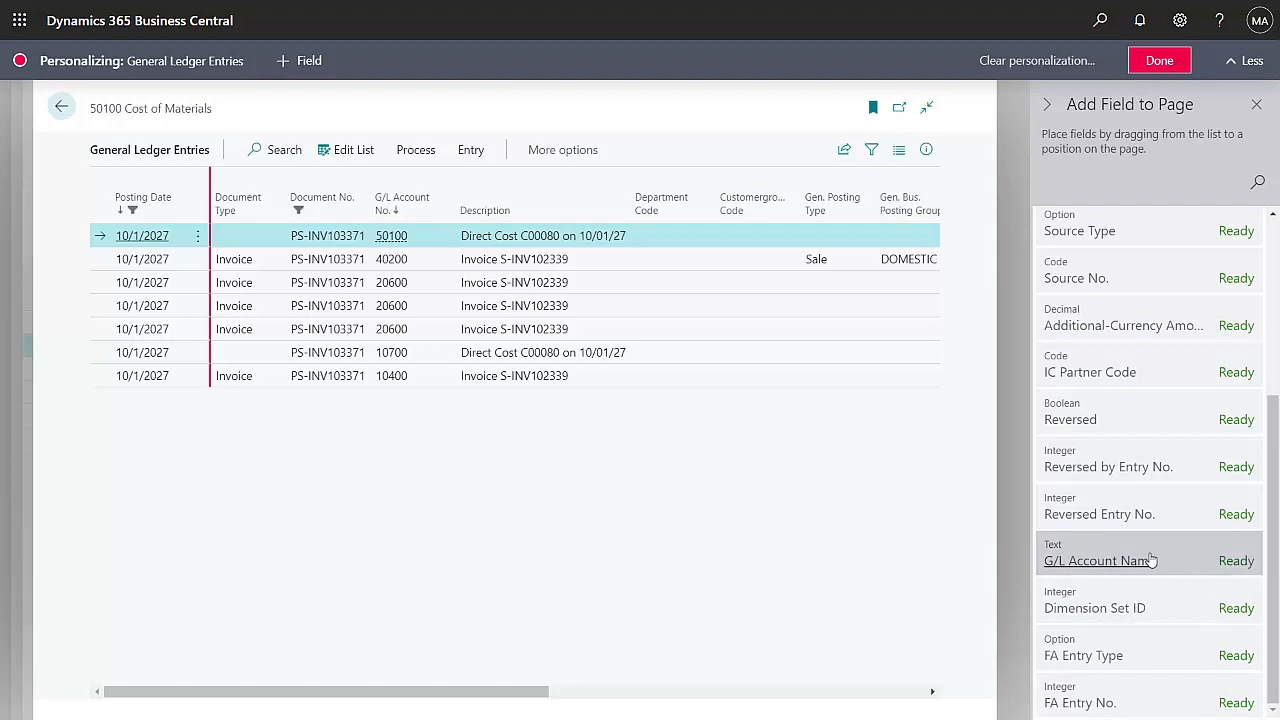 Dynamics 365 Business Central
?
MA
Personalizing: General Ledger Entries
+ Field
Clear personalization...
Done
Less
50100 Cost of Materials
General Ledger Entries
Search
Edit List
Process
Entry
More options
Posting Date
Document Type
Document No.
G/L Account No.
Description
Department Code
Customergro... Code
Gen. Posting Type
Gen. Bus. Posting Group
10/1/2027 PS-INV103371 50100 Direct Cost C00080 on 10/01/27
10/1/2027 Invoice PS-INV103371 40200 Invoice S-INV102339 Sale DOMESTIC
10/1/2027 Invoice PS-INV103371 20600 Invoice S-INV102339
10/1/2027 Invoice PS-INV103371 20600 Invoice S-INV102339
10/1/2027 Invoice PS-INV103371 20600 Invoice S-INV102339
10/1/2027 PS-INV103371 10700 Direct Cost C00080 on 10/01/27
10/1/2027 Invoice PS-INV103371 10400 Invoice S-INV102339
Add Field to Page
Place fields by dragging from the list to a
position on the page.
Option
Source Type Ready
Code
Source No. Ready
Decimal
Additional-Currency Amo... Ready
Code
IC Partner Code Ready
Boolean
Reversed Ready
Integer
Reversed by Entry No. Ready
Integer
Reversed Entry No. Ready
Text
G/L Account Name Ready
Integer
Dimension Set ID Ready
Option
FA Entry Type Ready
Integer
FA Entry No. Ready